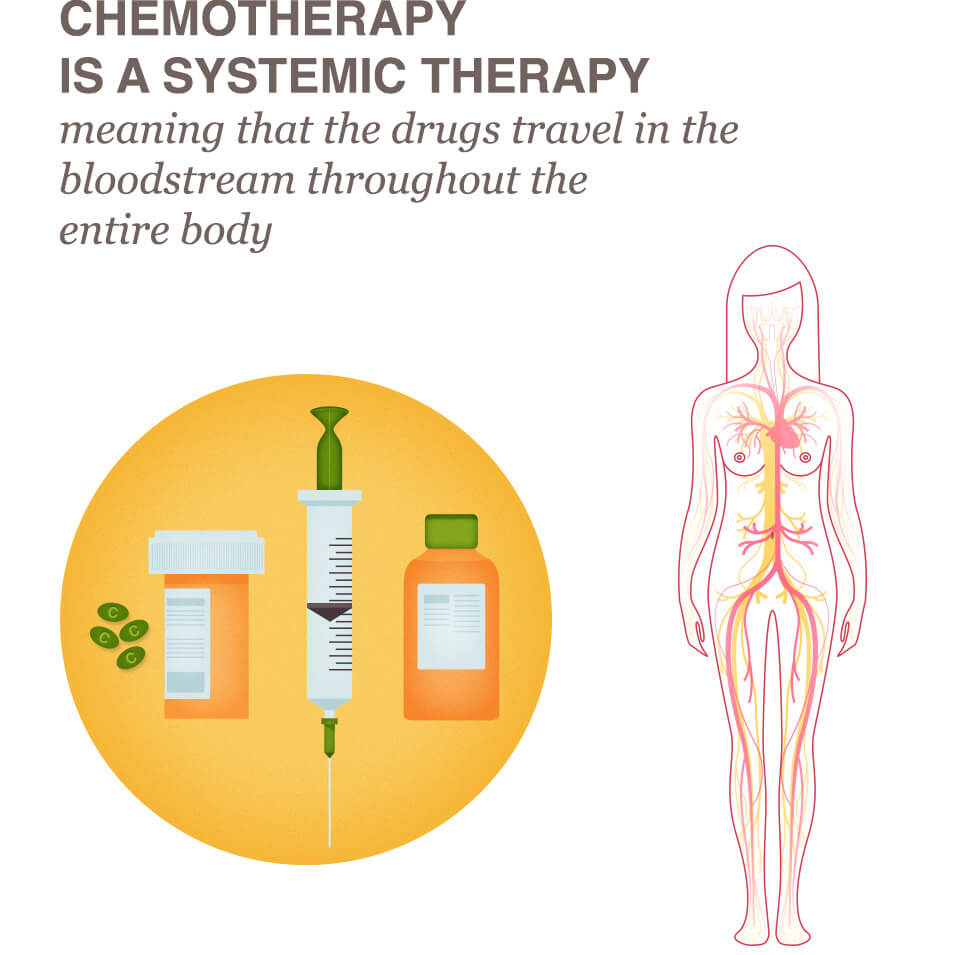 CHEMOTHERAPY
IS A SYSTEMIC THERAPY
meaning that the drugs travel in the
bloodstream throughout the
entire body
C
C
C
C